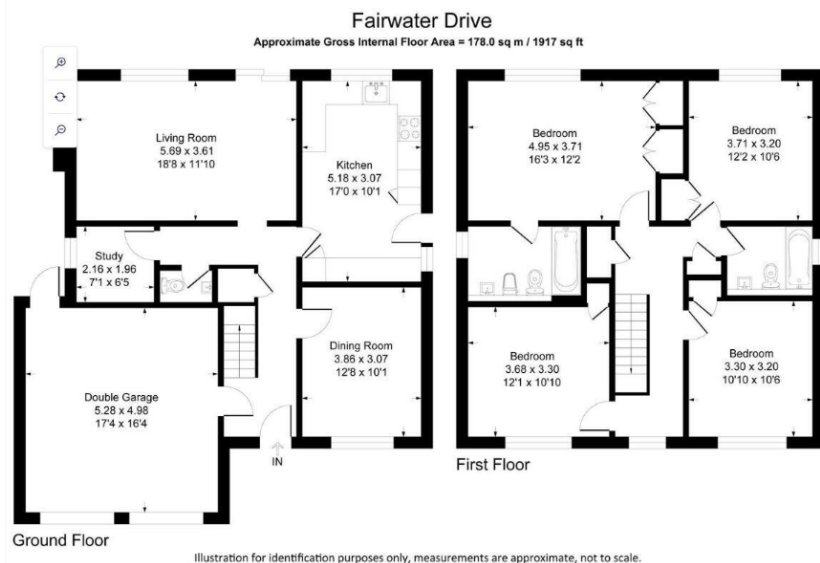 Fairwater Drive
Approximate Gross Internal Floor Area = 178.0 sq m / 1917 sq ft
Living Room
5.69 x 3.61
18'8 x 11'10
Kitchen
5.18 x 3.07
17'0 x 10'1
Study
2.16 x 1.96
7'1 x 6'5
Dining Room
3.86 x 3.07
12'8 x 10'1
Double Garage
5.28 x 4.98
17'4 x 16'4
IN
Ground Floor
Bedroom
4.95 x 3.71
16'3 x 12'2
Bedroom
3.71 x 3.20
12'2 x 10'6
Bedroom
3.68 x 3.30
12'1 x 10'10
Bedroom
3.30 x 3.20
10'10 x 10'6
First Floor
Illustration for identification purposes only, measurements are approximate, not to scale.